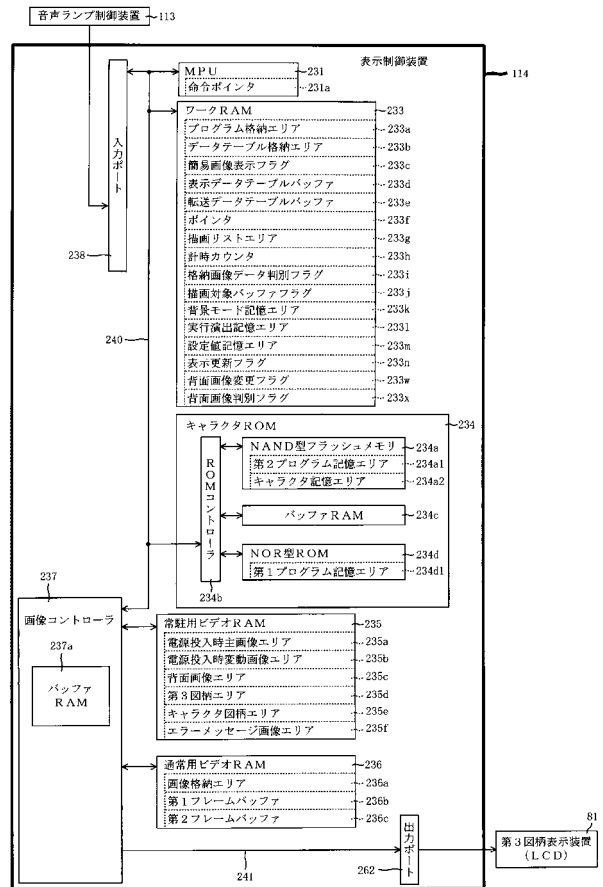 音声ランプ制御装置
113
表示制御装置
114
入力ポート
238
MPU
231
命令ポインタ
231a
ワークRAM
233
プログラム格納エリア
233a
データテーブル格納エリア
233b
簡易画像表示フラグ
233c
表示データテーブルバッファ
233d
転送データテーブルバッファ
233e
ポインタ
233f
描画リストエリア
233g
計時カウンタ
233h
格納画像データ判別フラグ
233i
描画対象バッファフラグ
233j
背景モード記憶エリア
233k
実行演出記憶エリア
233l
設定値記憶エリア
233m
表示更新フラグ
233n
背面画像変更フラグ
233w
背面画像判別フラグ
233x
240
キャラクタROM
234
ROMコントローラ
234b
NAND型フラッシュメモリ
234a
第2プログラム記憶エリア
234a1
キャラクタ記憶エリア
234a2
バッファRAM
234c
NOR型ROM
234d
第1プログラム記憶エリア
234d1
237
画像コントローラ
237a
バッファ
RAM
常駐用ビデオRAM
235
電源投入時主画像エリア
235a
電源投入時変動画像エリア
235b
背面画像エリア
235c
第3図柄エリア
235d
キャラクタ図柄エリア
235e
エラーメッセージ画像エリア
235f
通常用ビデオRAM
236
画像格納エリア
236a
第1フレームバッファ
236b
第2フレームバッファ
236c
241
出力ポート
262
81
第3図柄表示装置
(LCD)